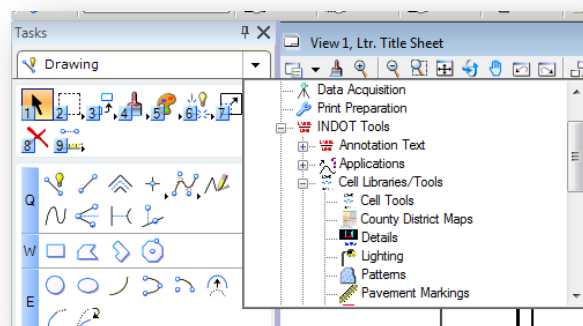 Tasks
View 1, Ltr. Title Sheet
Drawing
Data Acquisition
Print Preparation
INDOT Tools
Annotation Text
Applications
Cell Libraries/Tools
Cell Tools
County District Maps
Details
Lighting
Patterns
Pavement Markings
1 2 3 4 5 6 7
8 9
Q
W
E